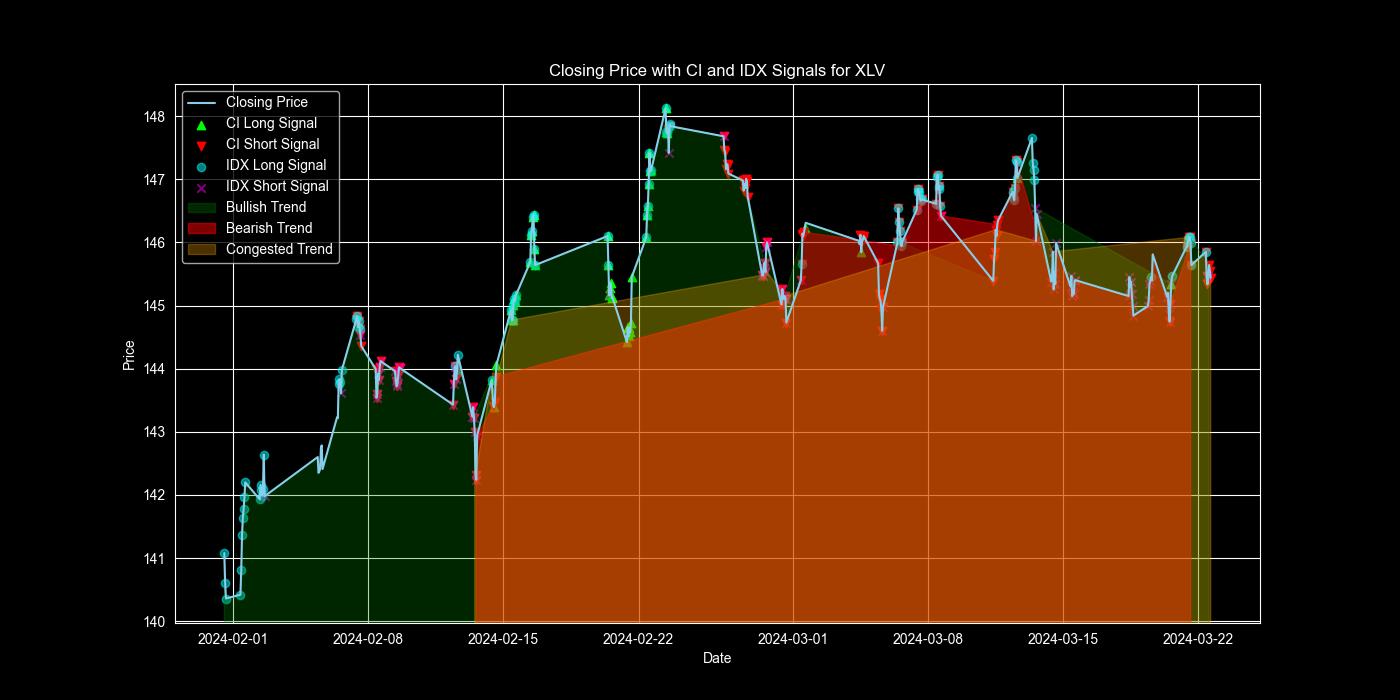 Closing Price with CI and IDX Signals for XLV
Closing Price
CI Long Signal
CI Short Signal
IDX Long Signal
IDX Short Signal
Bullish Trend
Bearish Trend
Congested Trend
148
147
146
145
144
143
142
141
140
Price
2024-02-01
2024-02-08
2024-02-15
2024-02-22
2024-03-01
2024-03-08
2024-03-15
2024-03-22
Date